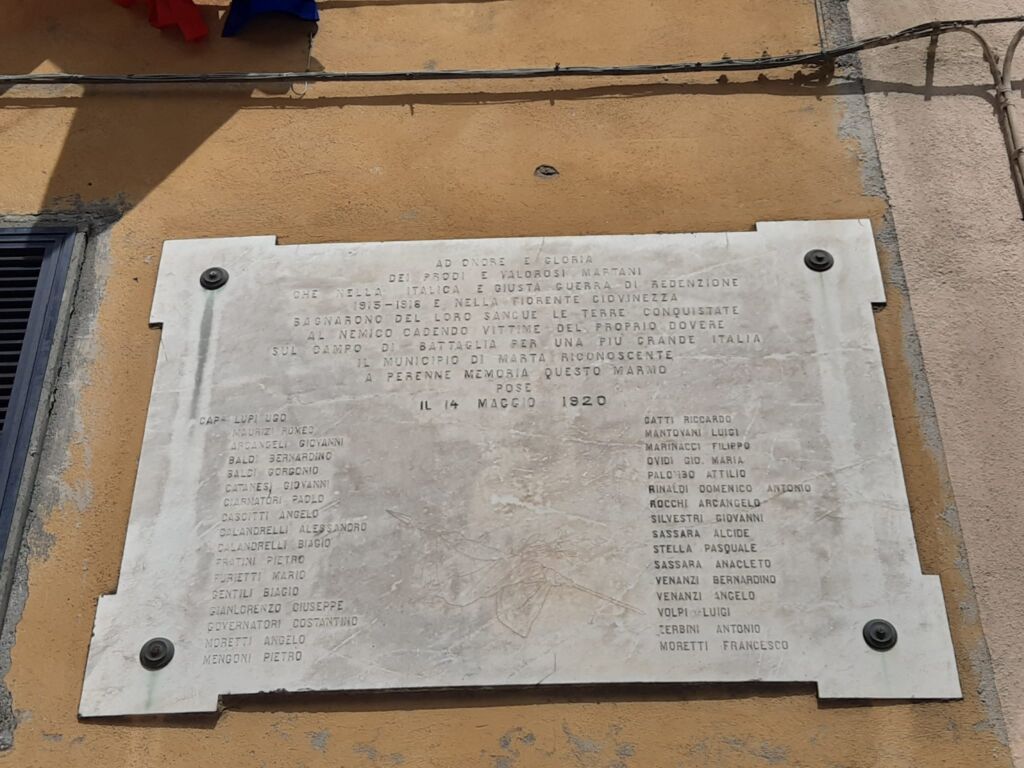 AD ONORE E GLORIA
DEI PRODI E VALOROSI MARTANI
CHE NELLA ITALICA E GIUSTA GUERRA DI REDENZIONE
1915-1918 E NELLA FIORENTE GIOVINEZZA
BAGNARONO DEL LORO SANGUE LE TERRE CONQUISTATE
AL NEMICO CADENDO VITTIME DEL PROPRIO DOVERE
SUL CAMPO DI BATTAGLIA PER UNA PIÙ GRANDE ITALIA
IL MUNICIPIO DI MARTA RICONOSCENTE
A PERENNE MEMORIA QUESTO MARMO
POSE
IL 14 MAGGIO 1920
LUPI UGO
MAURIZI ROMEO
ARCANGELI GIOVANNI
BALDI BERNARDINO
BALDI GORGONIO
CATANESI GIOVANNI
CIARMATORI PAOLO
CASCITTI ANGELO
CALANDRELLI ALESSANDRO
CALANDRELLI BIAGIO
FRATINI PIETRO
FURIETTI MARIO
GENTILI BIAGIO
GIANLORENZO GIUSEPPE
GOVERNATORI COSTANTINO
MORETTI ANGELO
MENGONI PIETRO
GATTI RICCARDO
MANTOVANI LUIGI
MARINACCI FILIPPO
OVIDI GIO. MARIA
PALOMBO ATTILIO
RINALDI DOMENICO ANTONIO
ROCCHI ARCANGELO
SILVESTRI GIOVANNI
SASSARA ALCIDE
STELLA PASQUALE
SASSARA ANACLETO
VENANZI BERNARDINO
VENANZI ANGELO
VOLPI LUIGI
ZERBINI ANTONIO
MORETTI FRANCESCO